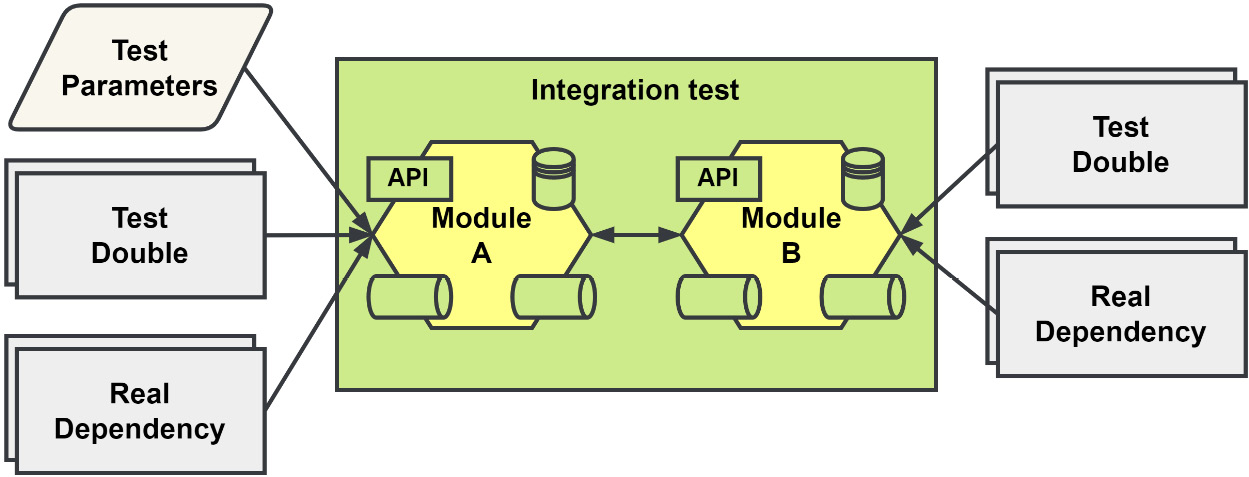 Test
Parameters
Test
Double
Real
Dependency
Integration test
API
Module
A
API
Module
B
Test
Double
Real
Dependency